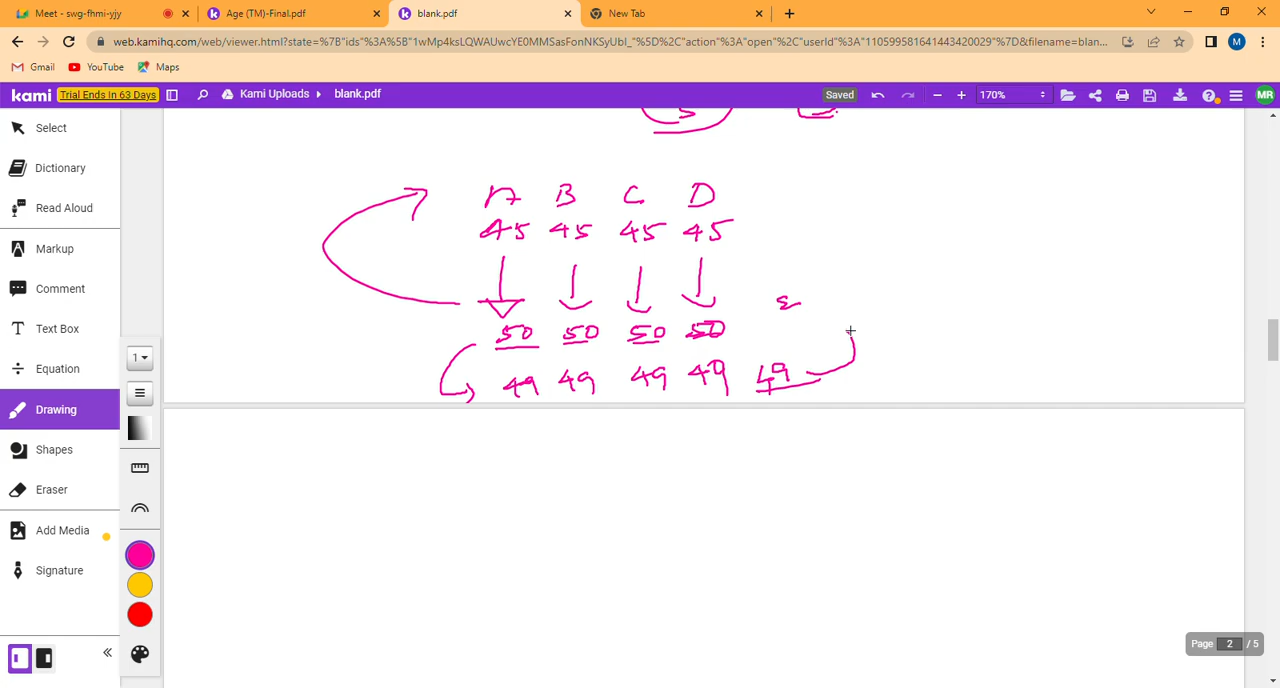 Meet - swg-fhmi-yjy
Age (TM)-Final.pdf
blank.pdf
New Tab
web.kamihq.com/web/viewer.html?state=%7B"ids"%3A%5B"1wMp4ksLQWAUwcYE0MMSasFonNKSyUbI_"%5D%2C"action"%3A"open"%2C"userId"%3A"110599581641443420029"%7D&filename=blan...
Gmail YouTube Maps
kami Trial Ends In 63 Days Kami Uploads blank.pdf Saved 170% MR
Select
Dictionary
Read Aloud
Markup
Comment
Text Box
Equation
Drawing
Shapes
Eraser
Add Media
Signature
1
A B C D
45 45 45 45
50 50 50 50
49 49 49 49 49
Page 2 / 5